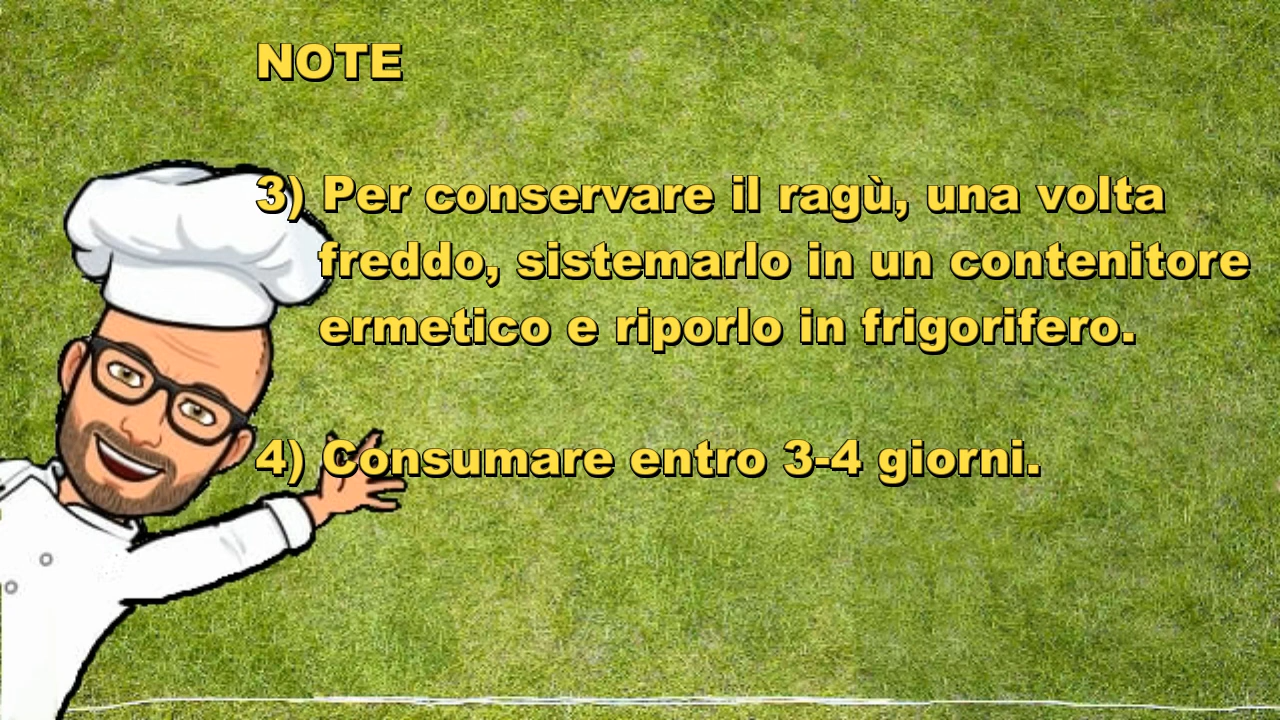 NOTE
3) Per conservare il ragù, una volta
freddo, sistemarlo in un contenitore
ermetico e riporlo in frigorifero.
4) Consumare entro 3-4 giorni.